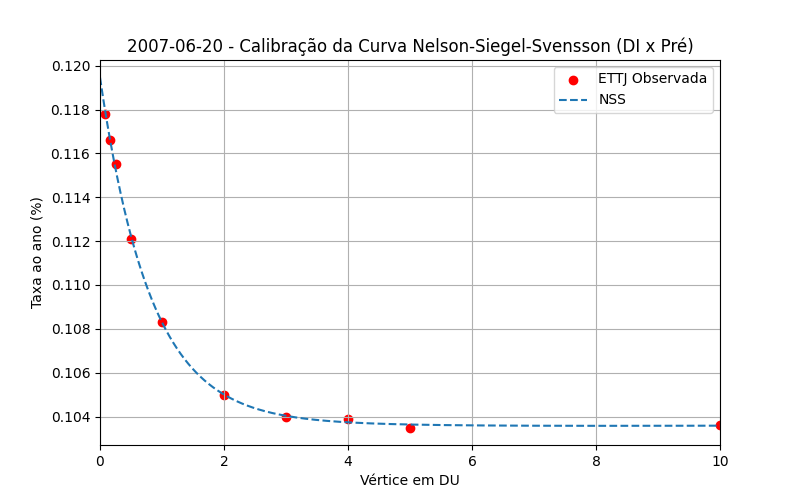 2007-06-20 - Calibração da Curva Nelson-Siegel-Svensson (DI x Pré)
ETTJ Observada
NSS
Taxa ao ano (%)
0.120
0.118
0.116
0.114
0.112
0.110
0.108
0.106
0.104
0 2 4 6 8 10
Vértice em DU